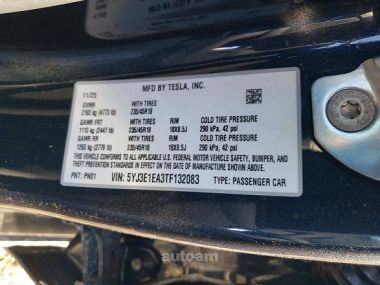 MFD BY TESLA, INC.
11/25
GVWR WITH TIRES
2165 kg (4773 lb) 235/45R18
GAWR FRT WITH TIRES RIM COLD TIRE PRESSURE
1110 kg (2447 lb) 235/45R18 18X8.5J 290 kPa, 42 psi
GAWR RR WITH TIRES RIM COLD TIRE PRESSURE
1260 kg (2778 lb) 235/45R18 18X8.5J 290 kPa, 42 psi
THIS VEHICLE CONFORMS TO ALL APPLICABLE U.S. FEDERAL MOTOR VEHICLE SAFETY, BUMPER, AND
THEFT PREVENTION STANDARDS IN EFFECT ON THE DATE OF MANUFACTURE SHOWN ABOVE.
PNT: PN01 VIN: 5YJ3E1EA3TF132083 TYPE: PASSENGER CAR
autoam